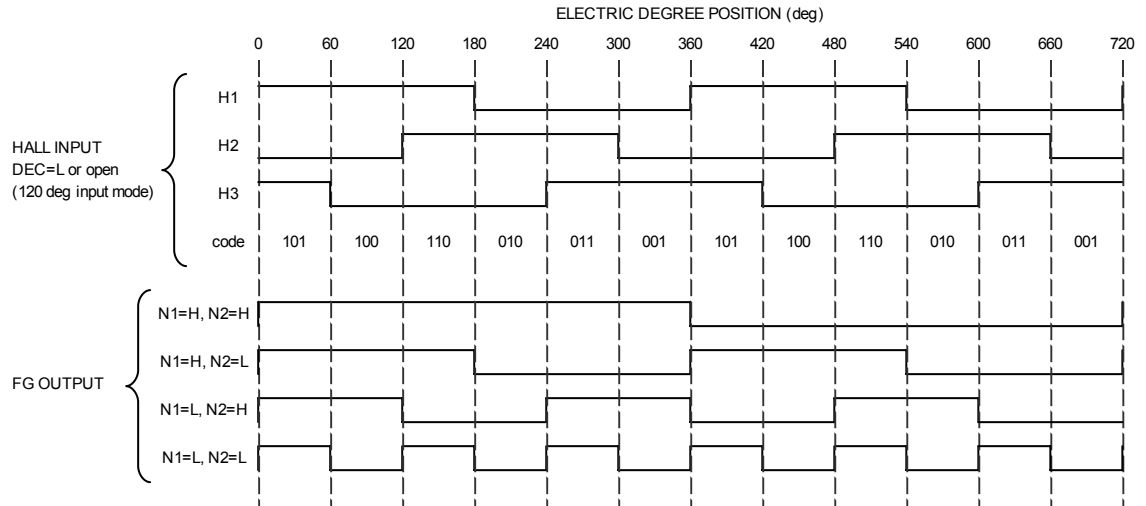 ELECTRIC DEGREE POSITION (deg)
0 60 120 180 240 300 360 420 480 540 600 660 720
HALL INPUT
DEC=L or open
(120 deg input mode)
H1
H2
H3
code 101 100 110 010 011 001 101 100 110 010 011 001
FG OUTPUT
N1=H, N2=H
N1=H, N2=L
N1=L, N2=H
N1=L, N2=L